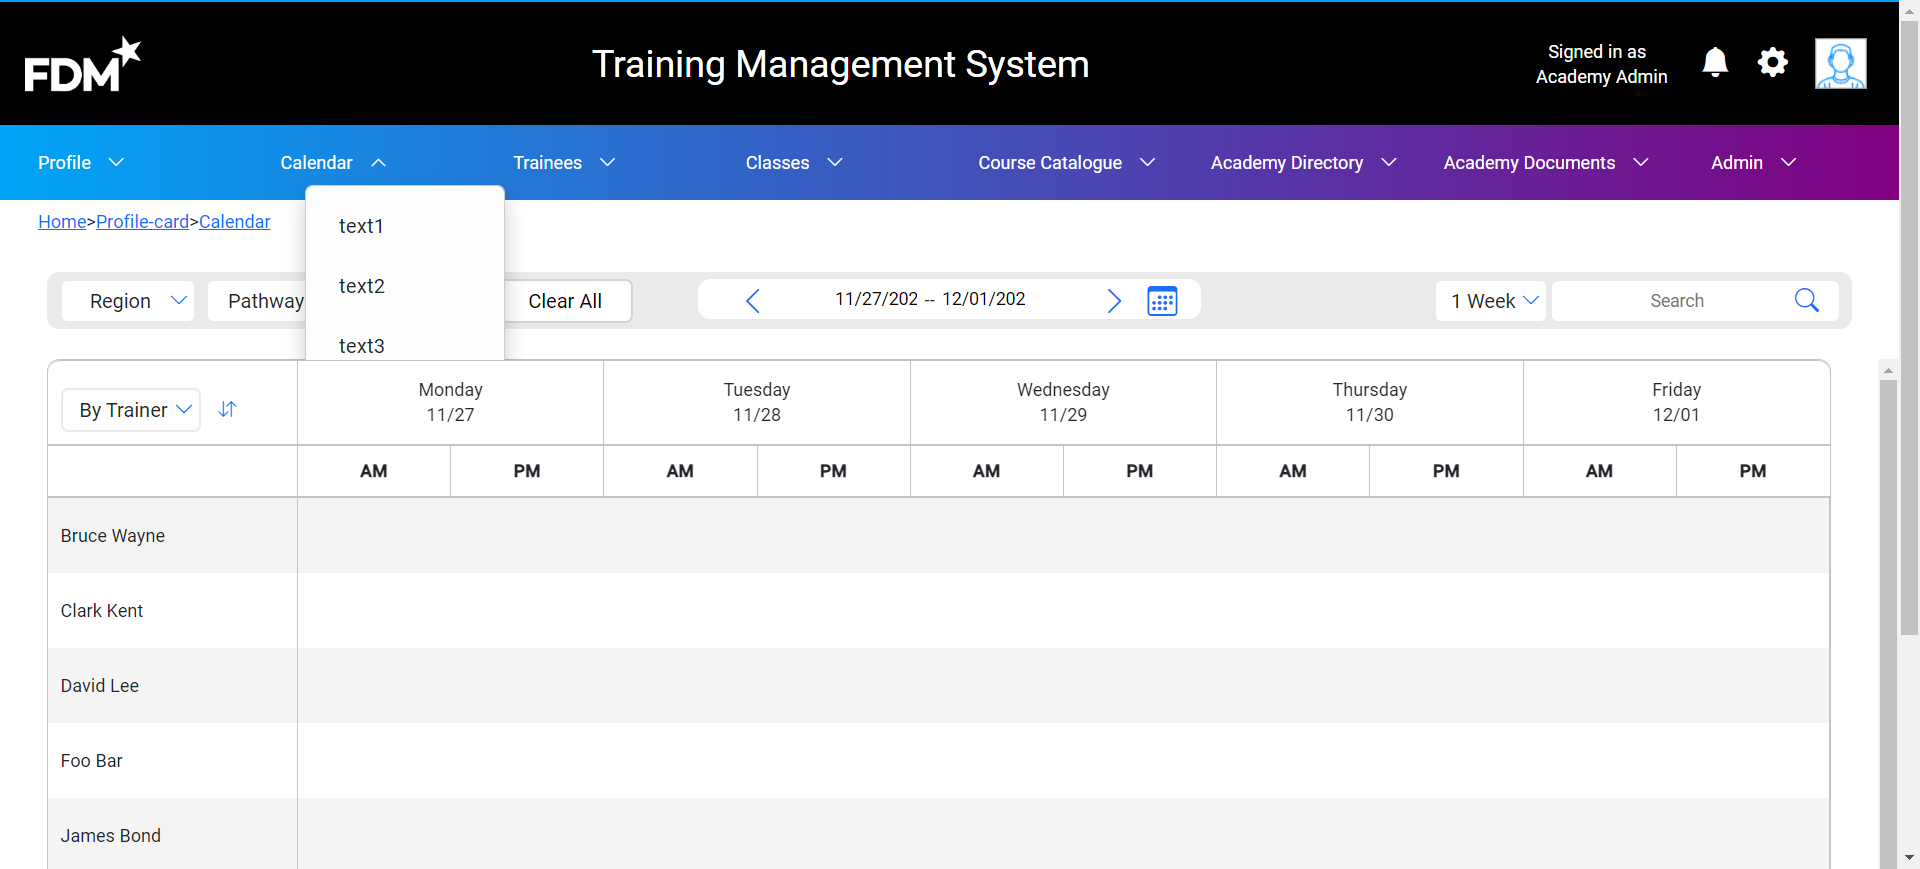 FDM
Training Management System
Signed in as
Academy Admin
Profile
Calendar
Trainees
Classes
Course Catalogue
Academy Directory
Academy Documents
Admin
Home>Profile-card>Calendar
text1
text2
text3
Region
Pathway
Clear All
11/27/202 -- 12/01/202
1 Week
Search
By Trainer
Monday
11/27
Tuesday
11/28
Wednesday
11/29
Thursday
11/30
Friday
12/01
AM PM AM PM AM PM AM PM AM PM
Bruce Wayne
Clark Kent
David Lee
Foo Bar
James Bond